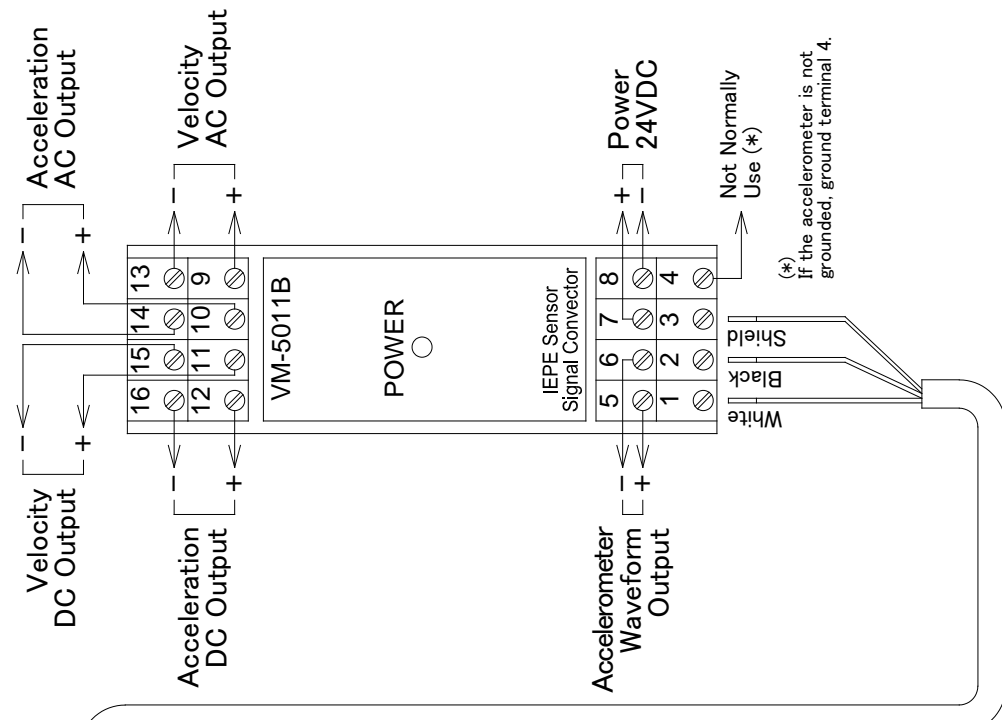 Acceleration
AC Output
−
+
Velocity
AC Output
−
+
Velocity
DC Output
−
+
Acceleration
DC Output
−
+
16 15 14 13
12 11 10 9
VM-5011B
POWER
IEPE Sensor
Signal Convector
5 6 7 8
1 2 3 4
Accelerometer
Waveform
Output
−
+
Power
24VDC
+
−
Not Normally
Use (*)
(*)
If the accelerometer is not
grounded, ground terminal 4.
White
Black
Shield